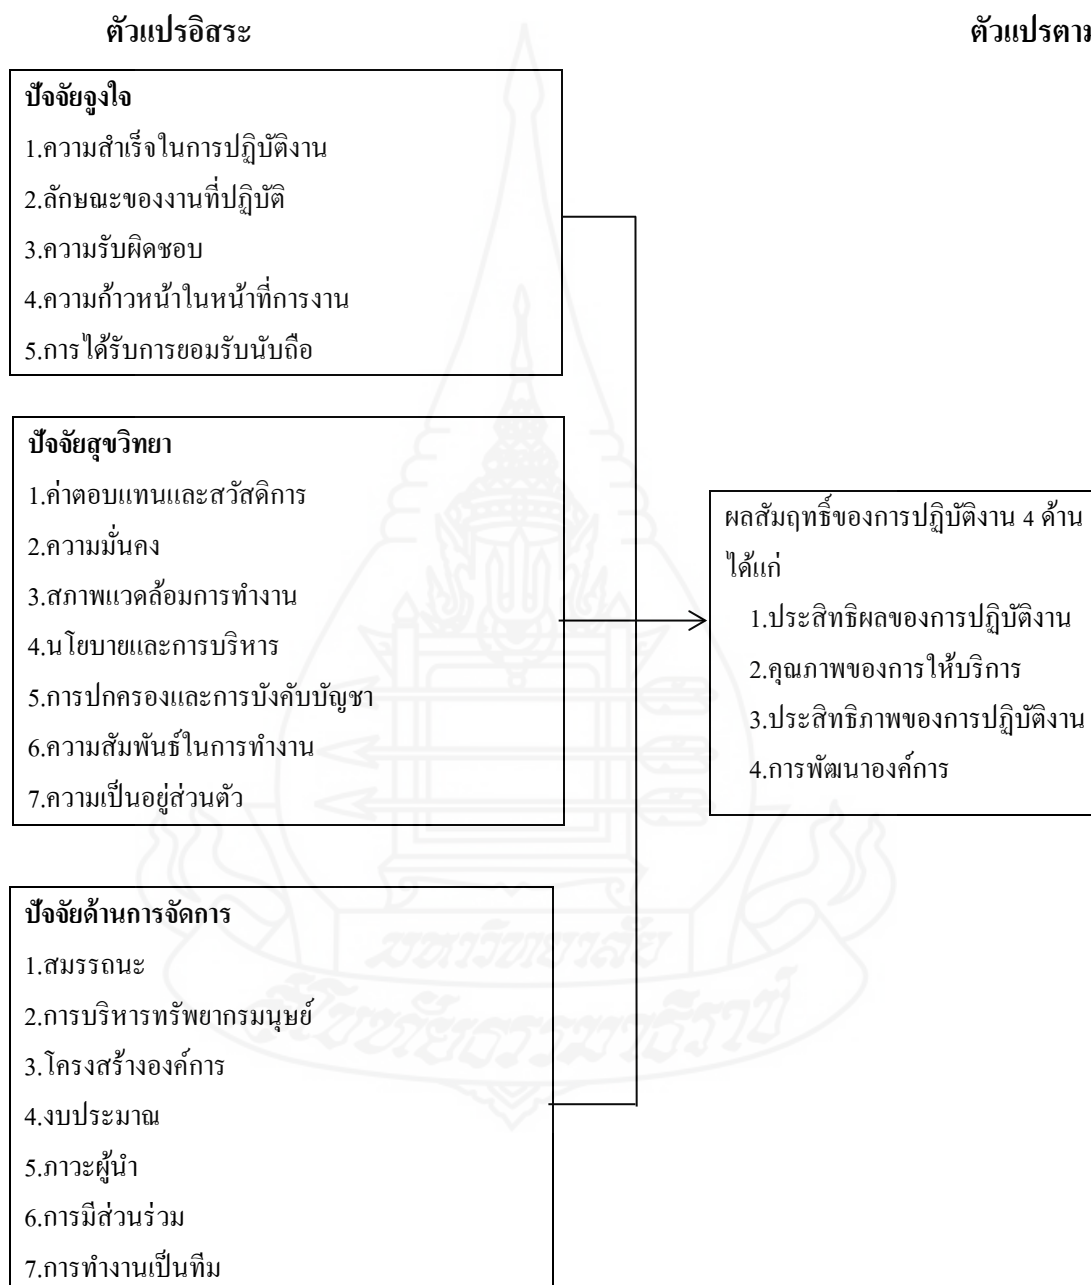 ตัวแปรอิสระ
ตัวแปรตาม
ปัจจัยจูงใจ
1.ความสำเร็จในการปฏิบัติงาน
2.ลักษณะของงานที่ปฏิบัติ
3.ความรับผิดชอบ
4.ความก้าวหน้าในหน้าที่การงาน
5.การได้รับการยอมรับนับถือ
ปัจจัยสุขวิทยา
1.ค่าตอบแทนและสวัสดิการ
2.ความมั่นคง
3.สภาพแวดล้อมการทำงาน
4.นโยบายและการบริหาร
5.การปกครองและการบังคับบัญชา
6.ความสัมพันธ์ในการทำงาน
7.ความเป็นอยู่ส่วนตัว
ผลสัมฤทธิ์ของการปฏิบัติงาน 4 ด้าน
ได้แก่
1.ประสิทธิผลของการปฏิบัติงาน
2.คุณภาพของการให้บริการ
3.ประสิทธิภาพของการปฏิบัติงาน
4.การพัฒนาองค์การ
ปัจจัยด้านการจัดการ
1.สมรรถนะ
2.การบริหารทรัพยากรมนุษย์
3.โครงสร้างองค์การ
4.งบประมาณ
5.ภาวะผู้นำ
6.การมีส่วนร่วม
7.การทำงานเป็นทีม
มหาวิทยาลัย
สุโขทัยธรรมาธิราช